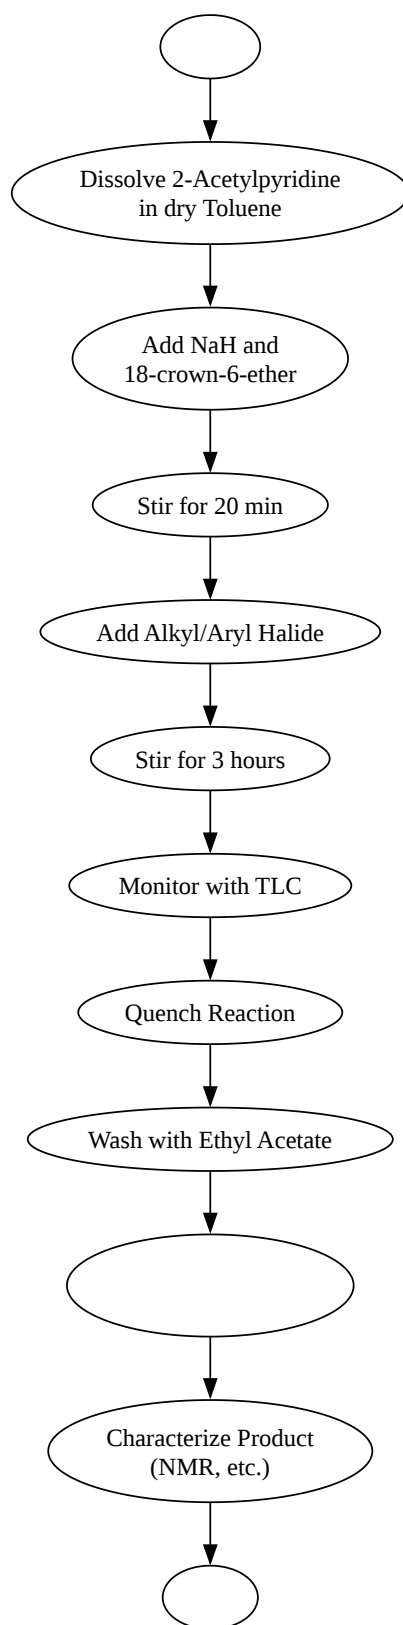 Dissolve 2-Acetylpyridine
in dry Toluene
Add NaH and
18-crown-6-ether
Stir for 20 min
Add Alkyl/Aryl Halide
Stir for 3 hours
Monitor with TLC
Quench Reaction
Wash with Ethyl Acetate
Characterize Product
(NMR, etc.)